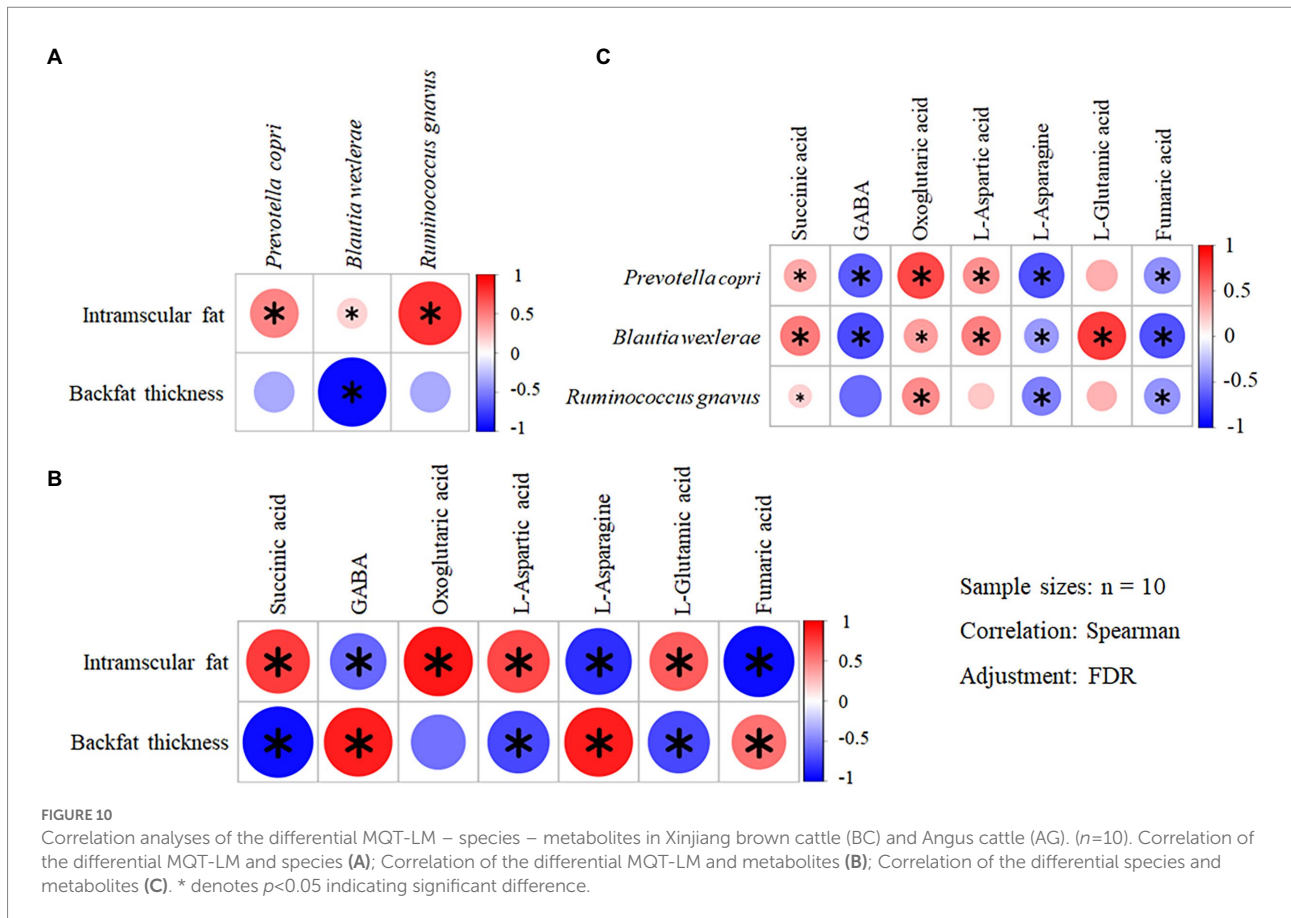 A
Prevotella copri
Blautia wexlerae
Ruminococcus gnavus
Intramscular fat
Backfat thickness
*
*
*
*
1
0.5
0
-0.5
-1
C
Succinic acid
GABA
Oxoglutaric acid
L-Aspartic acid
L-Asparagine
L-Glutamic acid
Fumaric acid
Prevotella copri
* * * * * *
Blautia wexlerae
* * * * * * *
Ruminococcus gnavus
* * * *
1
0.5
0
-0.5
-1
B
Succinic acid
GABA
Oxoglutaric acid
L-Aspartic acid
L-Asparagine
L-Glutamic acid
Fumaric acid
Intramscular fat
* * * * * * *
Backfat thickness
* * * * * *
1
0.5
0
-0.5
-1
Sample sizes: n = 10
Correlation: Spearman
Adjustment: FDR
FIGURE 10
Correlation analyses of the differential MQT-LM – species – metabolites in Xinjiang brown cattle (BC) and Angus cattle (AG). (n=10). Correlation of
the differential MQT-LM and species (A); Correlation of the differential MQT-LM and metabolites (B); Correlation of the differential species and
metabolites (C). * denotes p<0.05 indicating significant difference.